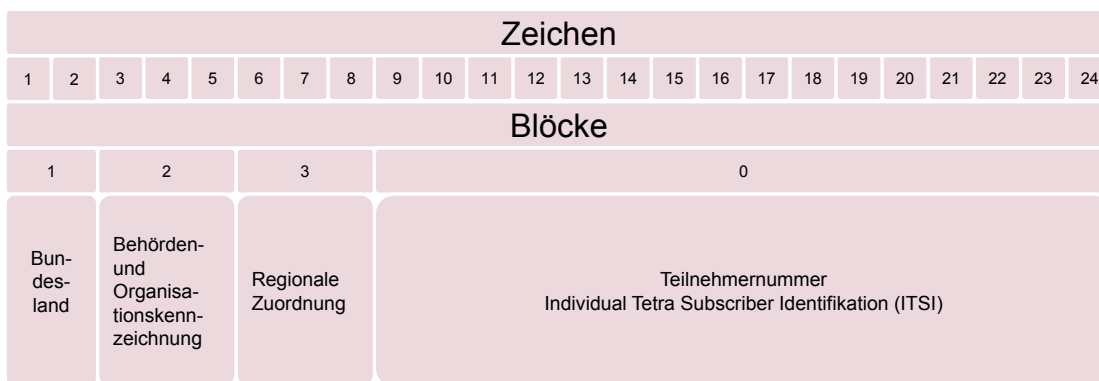 Zeichen
1 2 3 4 5 6 7 8 9 10 11 12 13 14 15 16 17 18 19 20 21 22 23 24
Blöcke
1 2 3 0
Bun-
des-
land
Behörden-
und
Organisa-
tionskenn-
zeichnung
Regionale
Zuordnung
Teilnehmernummer
Individual Tetra Subscriber Identifikation (ITSI)